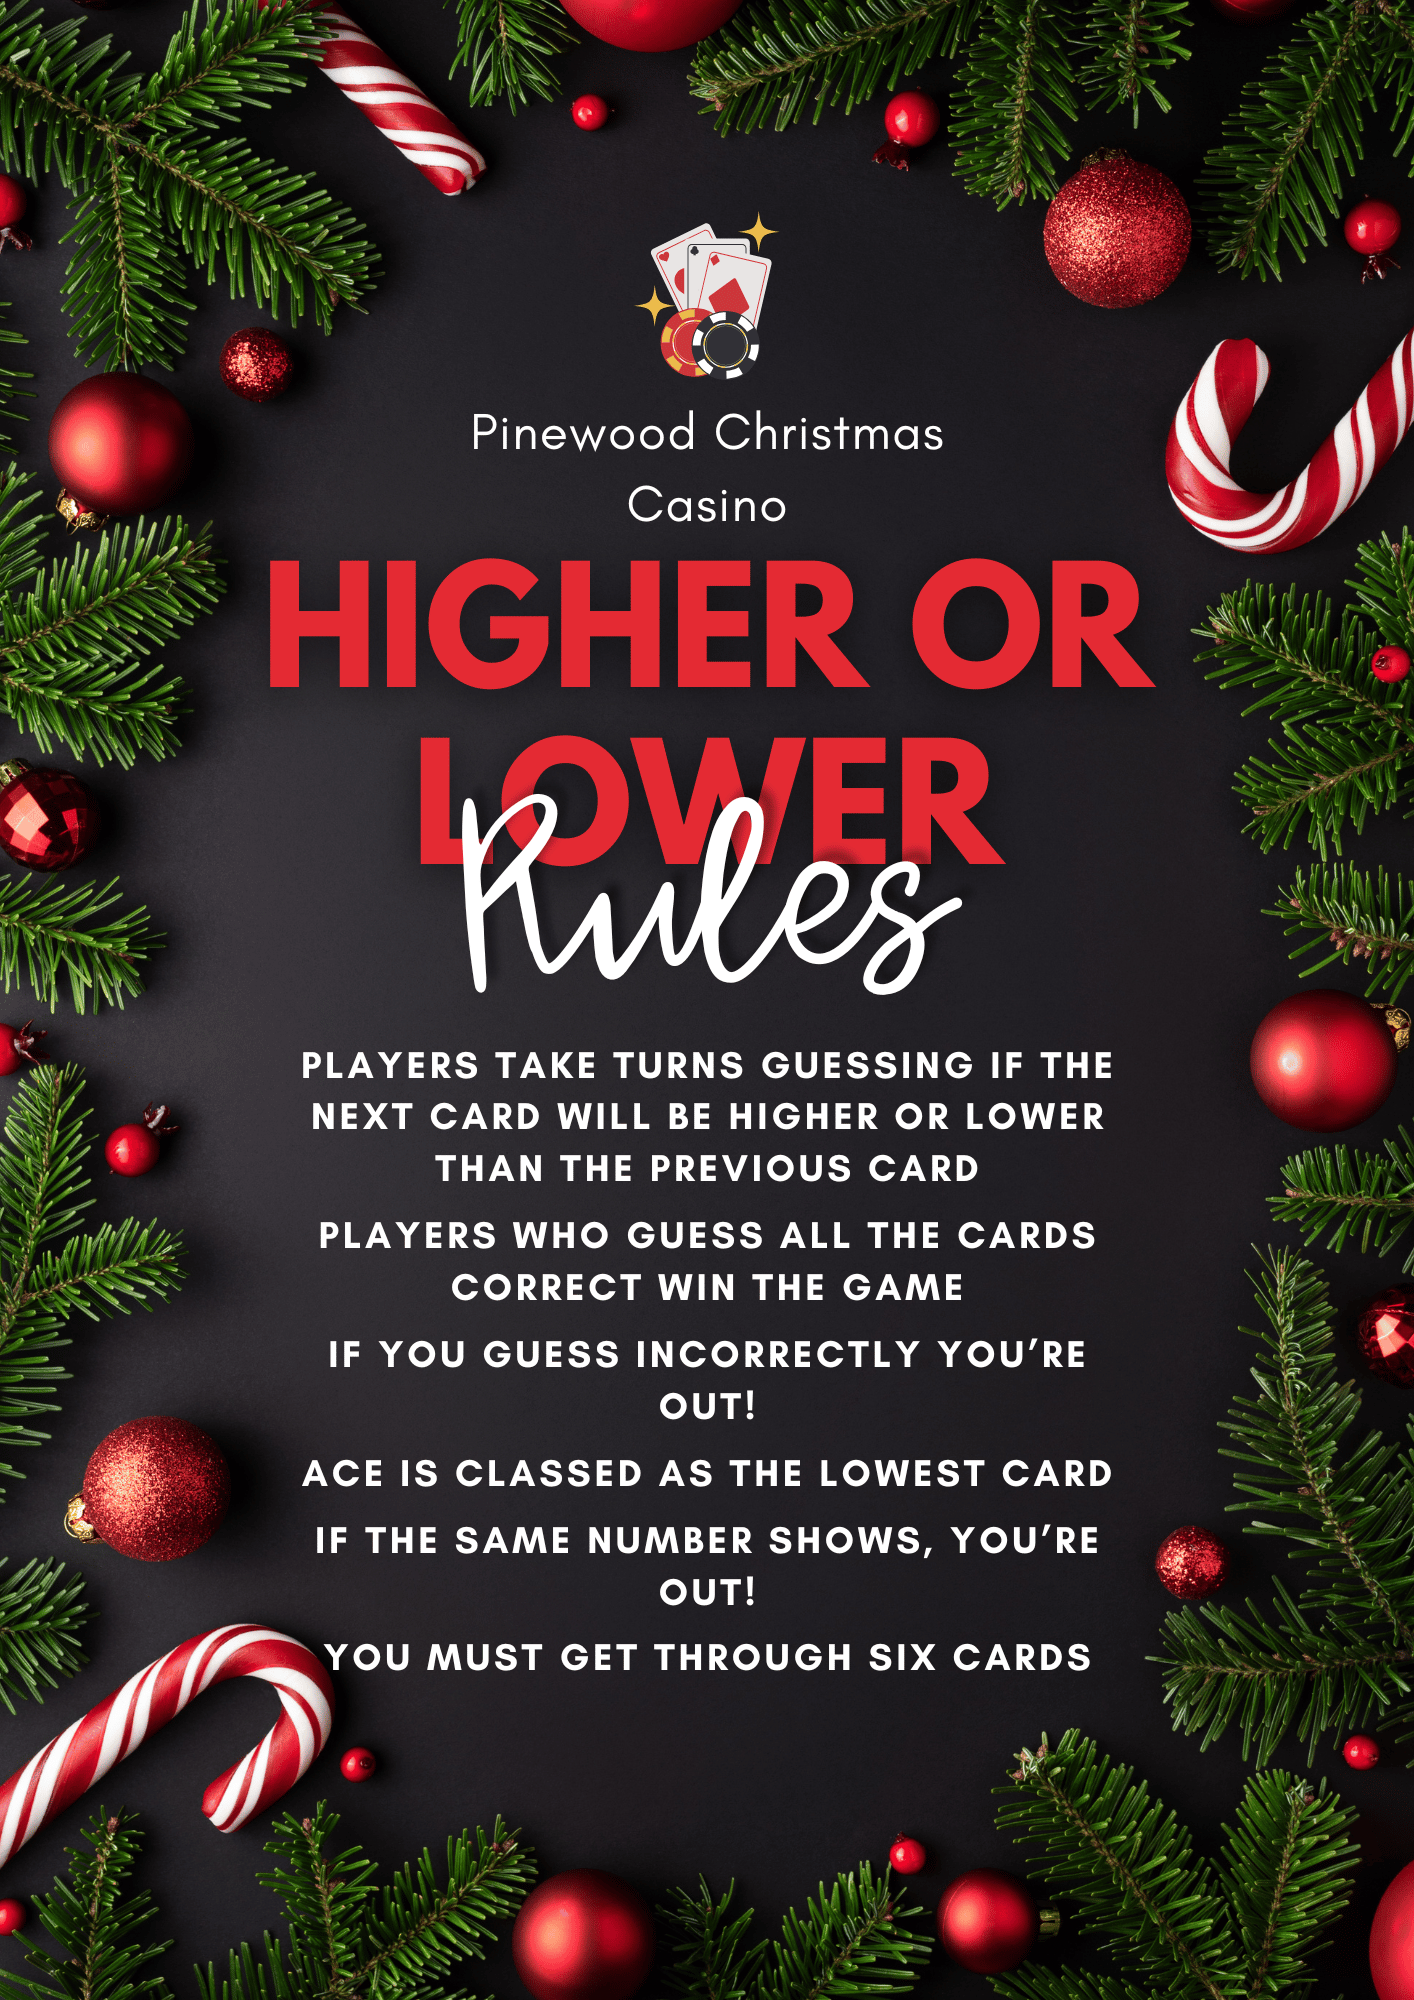 Pinewood Christmas
Casino
HIGHER OR
LOWER
Rules
PLAYERS TAKE TURNS GUESSING IF THE
NEXT CARD WILL BE HIGHER OR LOWER
THAN THE PREVIOUS CARD
PLAYERS WHO GUESS ALL THE CARDS
CORRECT WIN THE GAME
IF YOU GUESS INCORRECTLY YOU’RE
OUT!
ACE IS CLASSED AS THE LOWEST CARD
IF THE SAME NUMBER SHOWS, YOU’RE
OUT!
YOU MUST GET THROUGH SIX CARDS